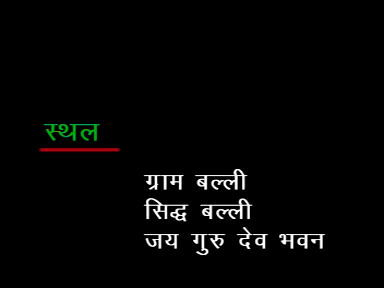 स्थल
ग्राम बल्ली
सिद्ध बल्ली
जय गुरु देव भवन